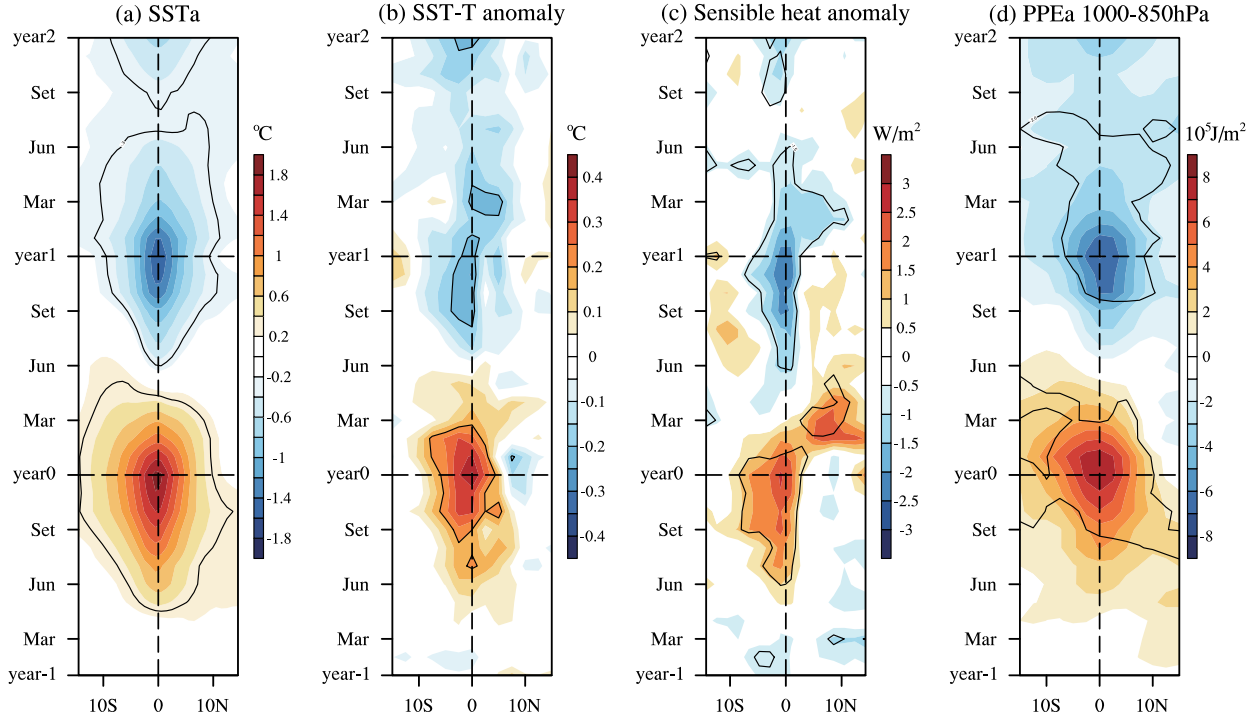 (a) SSTa
(b) SST-T anomaly
(c) Sensible heat anomaly
(d) PPEa 1000-850hPa
year2
Set
Jun
Mar
year1
Set
Jun
Mar
year0
Set
Jun
Mar
year-1
10S 0 10N
°C
1.8
1.4
1
0.6
0.2
-0.2
-0.6
-1
-1.4
-1.8
year2
Set
Jun
Mar
year1
Set
Jun
Mar
year0
Set
Jun
Mar
year-1
10S 0 10N
°C
0.4
0.3
0.2
0.1
0
-0.1
-0.2
-0.3
-0.4
year2
Set
Jun
Mar
year1
Set
Jun
Mar
year0
Set
Jun
Mar
year-1
10S 0 10N
W/m²
3
2.5
2
1.5
1
0.5
0
-0.5
-1
-1.5
-2
-2.5
-3
year2
Set
Jun
Mar
year1
Set
Jun
Mar
year0
Set
Jun
Mar
year-1
10S 0 10N
10⁵J/m²
8
6
4
2
0
-2
-4
-6
-8